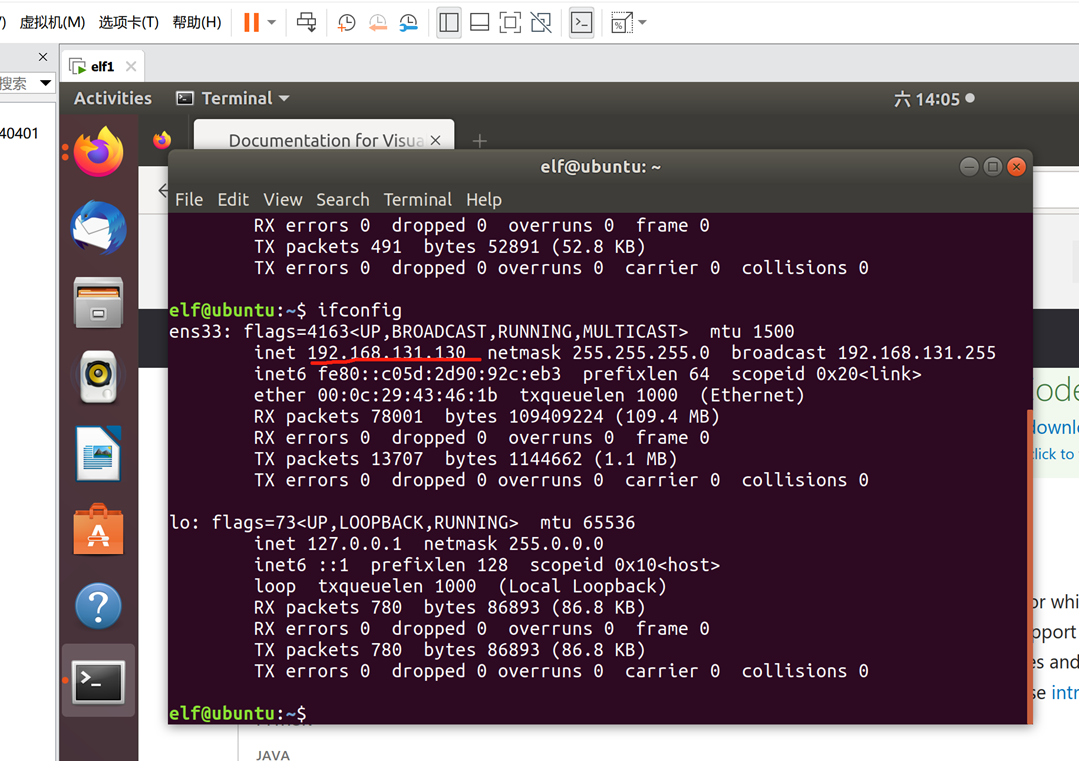 虚拟机(M) 选项卡(T) 帮助(H)
搜索
elf1
40401
Activities Terminal 六 14:05
Documentation for Visua
elf@ubuntu: ~
File Edit View Search Terminal Help
RX errors 0 dropped 0 overruns 0 frame 0
TX packets 491 bytes 52891 (52.8 KB)
TX errors 0 dropped 0 overruns 0 carrier 0 collisions 0
elf@ubuntu:~$ ifconfig
ens33: flags=4163<UP,BROADCAST,RUNNING,MULTICAST> mtu 1500
inet 192.168.131.130 netmask 255.255.255.0 broadcast 192.168.131.255
inet6 fe80::c05d:2d90:92c:eb3 prefixlen 64 scopeid 0x20<link>
ether 00:0c:29:43:46:1b txqueuelen 1000 (Ethernet)
RX packets 78001 bytes 109409224 (109.4 MB)
RX errors 0 dropped 0 overruns 0 frame 0
TX packets 13707 bytes 1144662 (1.1 MB)
TX errors 0 dropped 0 overruns 0 carrier 0 collisions 0
lo: flags=73<UP,LOOPBACK,RUNNING> mtu 65536
inet 127.0.0.1 netmask 255.0.0.0
inet6 ::1 prefixlen 128 scopeid 0x10<host>
loop txqueuelen 1000 (Local Loopback)
RX packets 780 bytes 86893 (86.8 KB)
RX errors 0 dropped 0 overruns 0 frame 0
TX packets 780 bytes 86893 (86.8 KB)
TX errors 0 dropped 0 overruns 0 carrier 0 collisions 0
elf@ubuntu:~$
ode
downlo
click to
or whi
pport
es and
se intr
JAVA